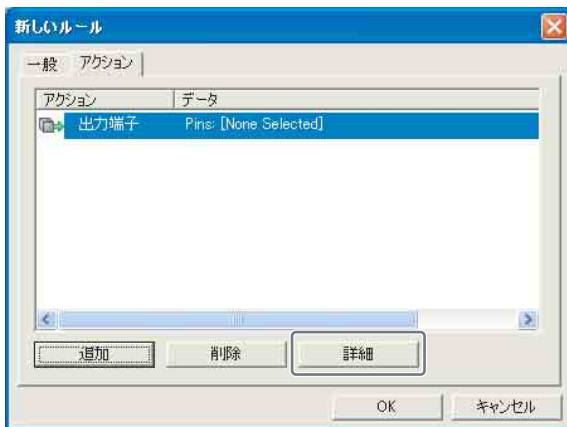 新しいルール
一般 アクション
アクション データ
出力端子 Pins: [None Selected]
追加 削除 詳細
OK キャンセル